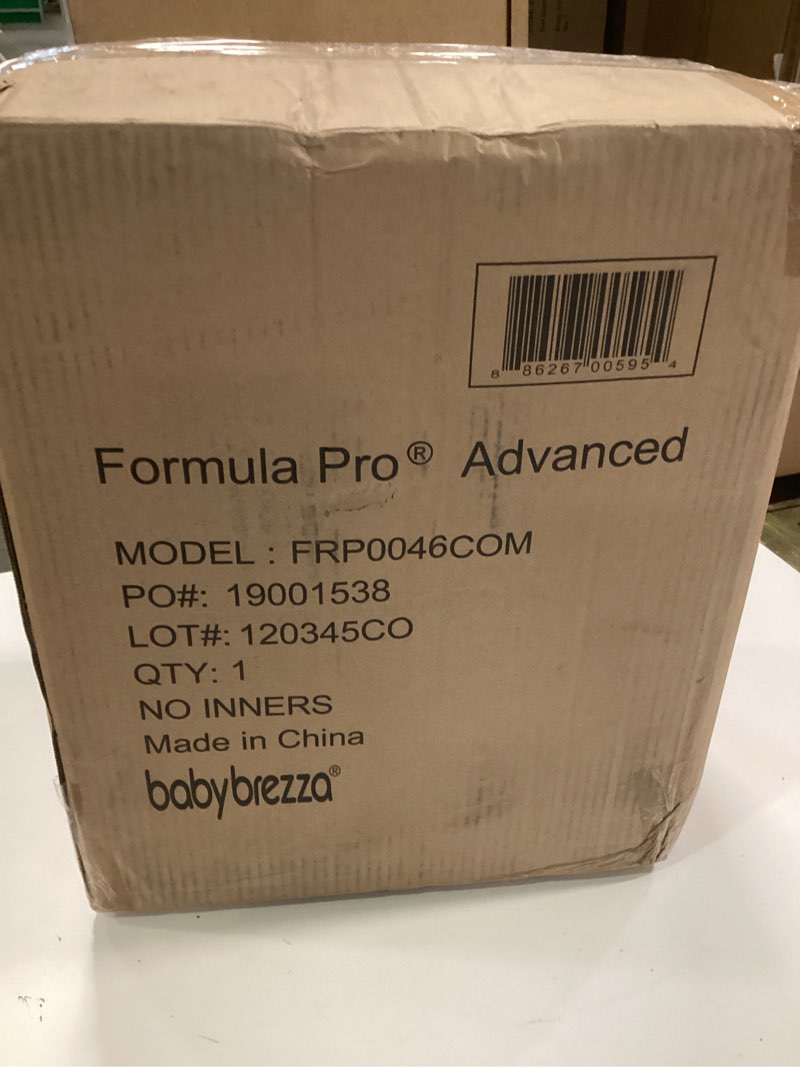 8 86267 00595 4
Formula Pro® Advanced
MODEL : FRP0046COM
PO#: 19001538
LOT#: 120345CO
QTY: 1
NO INNERS
Made in China
babybrezza®